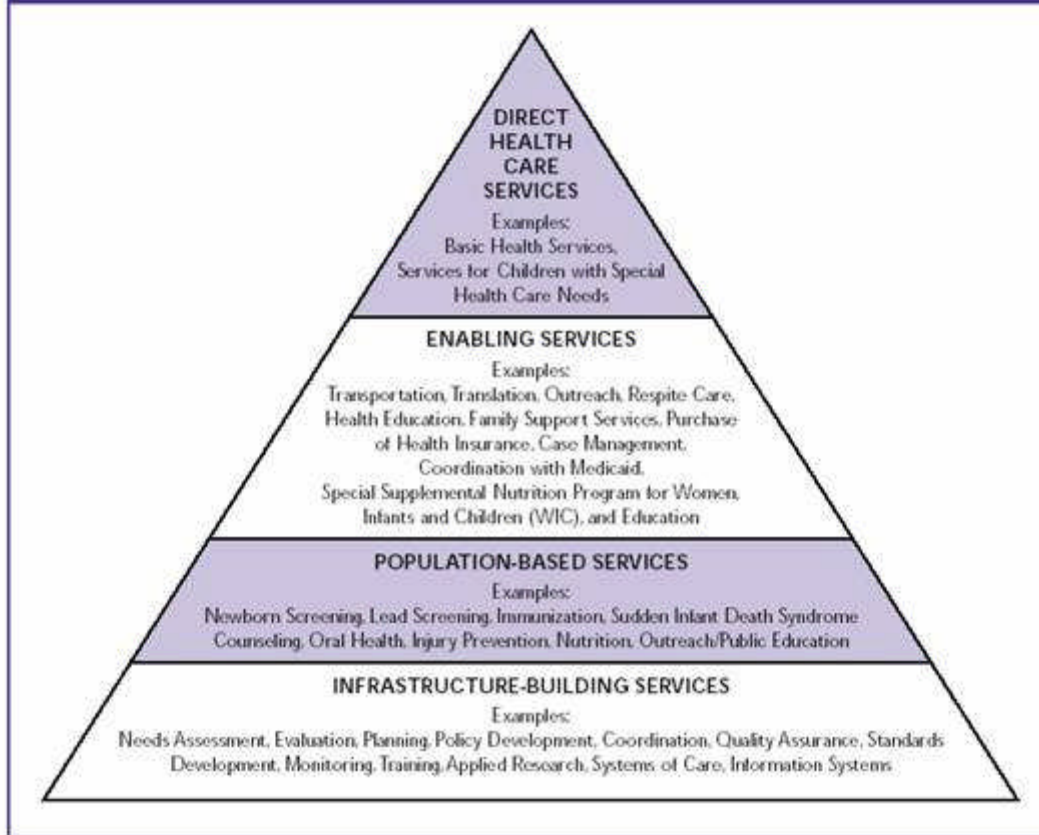 DIRECT
HEALTH
CARE
SERVICES
Examples:
Basic Health Services,
Services for Children with Special
Health Care Needs
ENABLING SERVICES
Examples:
Transportation, Translation, Outreach, Respite Care,
Health Education, Family Support Services, Purchase
of Health Insurance, Case Management,
Coordination with Medicaid,
Special Supplemental Nutrition Program for Women,
Infants and Children (WIC), and Education
POPULATION-BASED SERVICES
Examples:
Newborn Screening, Lead Screening, Immunization, Sudden Infant Death Syndrome
Counseling, Oral Health, Injury Prevention, Nutrition, Outreach/Public Education
INFRASTRUCTURE-BUILDING SERVICES
Examples:
Needs Assessment, Evaluation, Planning, Policy Development, Coordination, Quality Assurance, Standards
Development, Monitoring, Training, Applied Research, Systems of Care, Information Systems